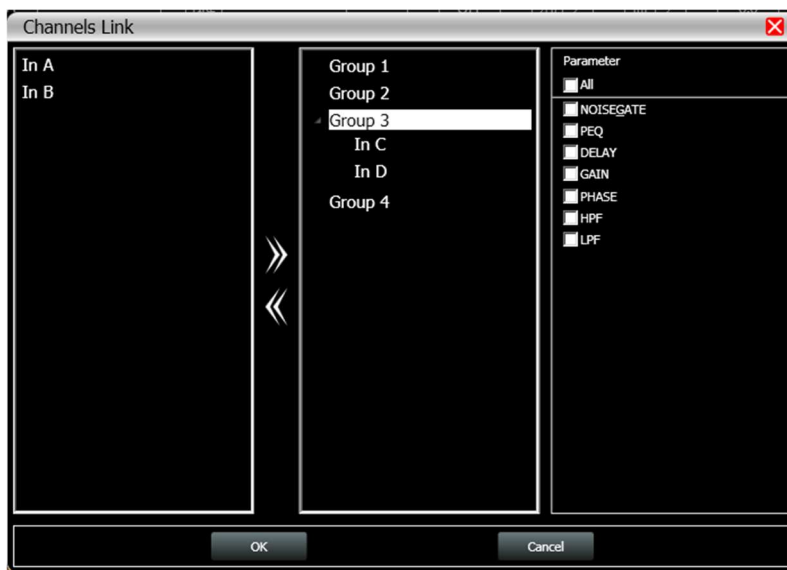 Channels Link
In A
In B
Group 1
Group 2
Group 3
In C
In D
Group 4
Parameter
All
NOISEGATE
PEQ
DELAY
GAIN
PHASE
HPF
LPF
OK
Cancel